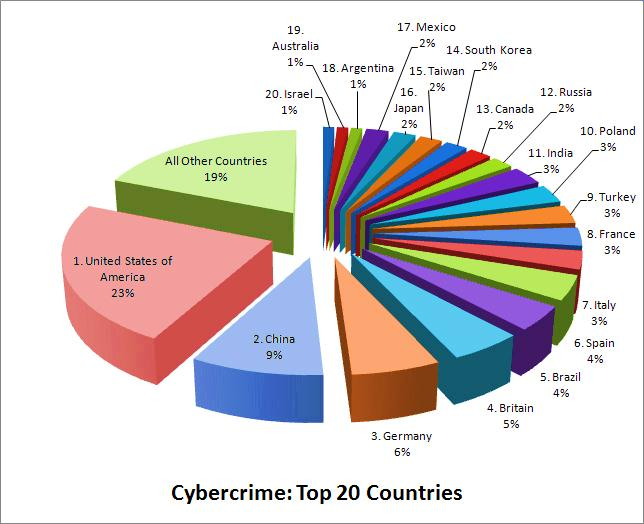 19.
Australia
1%
17. Mexico
2%
14. South Korea
2%
18. Argentina
1%
15. Taiwan
2%
20. Israel
1%
16.
Japan
2%
12. Russia
2%
13. Canada
2%
10. Poland
3%
11. India
3%
9. Turkey
3%
8. France
3%
7. Italy
3%
6. Spain
4%
5. Brazil
4%
4. Britain
5%
3. Germany
6%
2. China
9%
1. United States of
America
23%
All Other Countries
19%
Cybercrime: Top 20 Countries